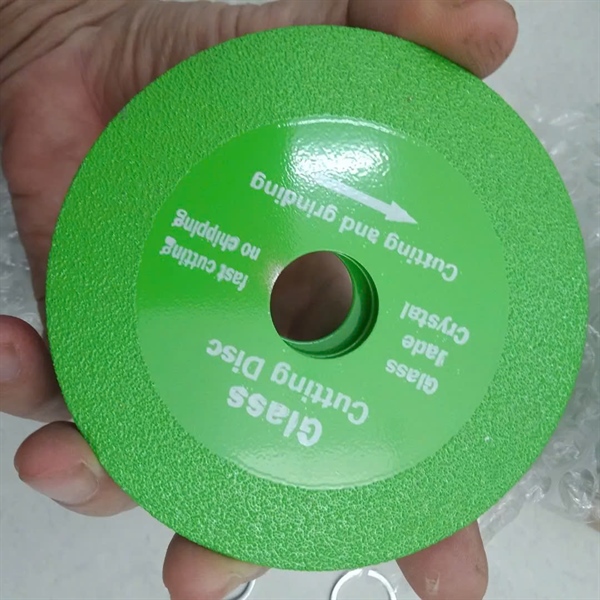 Glass
Cutting Disc
Glass
Jade
Crystal
fast cutting
no chipping
Cutting and grinding